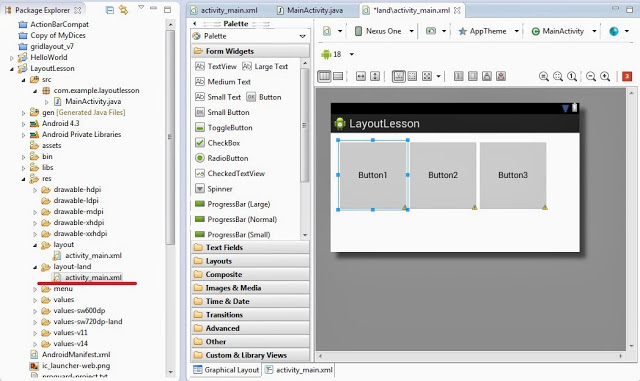 Package Explorer
ActionBarCompat
Copy of MyDices
gridlayout_v7
HelloWorld
LayoutLesson
src
com.example.layoutlesson
MainActivity.java
gen [Generated Java Files]
Android 4.3
Android Private Libraries
assets
bin
libs
res
drawable-hdpi
drawable-ldpi
drawable-mdpi
drawable-xhdpi
drawable-xxhdpi
layout
activity_main.xml
layout-land
activity_main.xml
menu
values
values-sw600dp
values-sw720dp-land
values-v11
values-v14
AndroidManifest.xml
ic_launcher-web.png
proguard-project.txt
activity_main.xml
MainActivity.java
*land\activity_main.xml
Palette
Palette
Form Widgets
TextView Large Text
Medium Text
Small Text Button
Small Button
ToggleButton
CheckBox
RadioButton
CheckedTextView
Spinner
ProgressBar (Large)
ProgressBar (Normal)
ProgressBar (Small)
Text Fields
Layouts
Composite
Images & Media
Time & Date
Transitions
Advanced
Other
Custom & Library Views
Graphical Layout
activity_main.xml
Nexus One
AppTheme
MainActivity
18
3
LayoutLesson
Button1
Button2
Button3